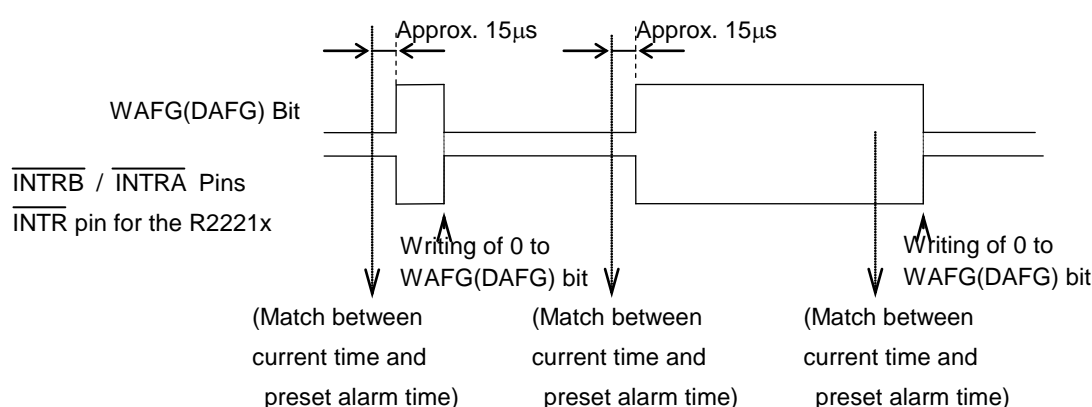 Approx. 15μs Approx. 15μs
WAFG(DAFG) Bit
INTRB / INTRA Pins
INTR pin for the R2221x
Writing of 0 to
WAFG(DAFG) bit
Writing of 0 to
WAFG(DAFG) bit
(Match between
current time and
preset alarm time)
(Match between
current time and
preset alarm time)
(Match between
current time and
preset alarm time)